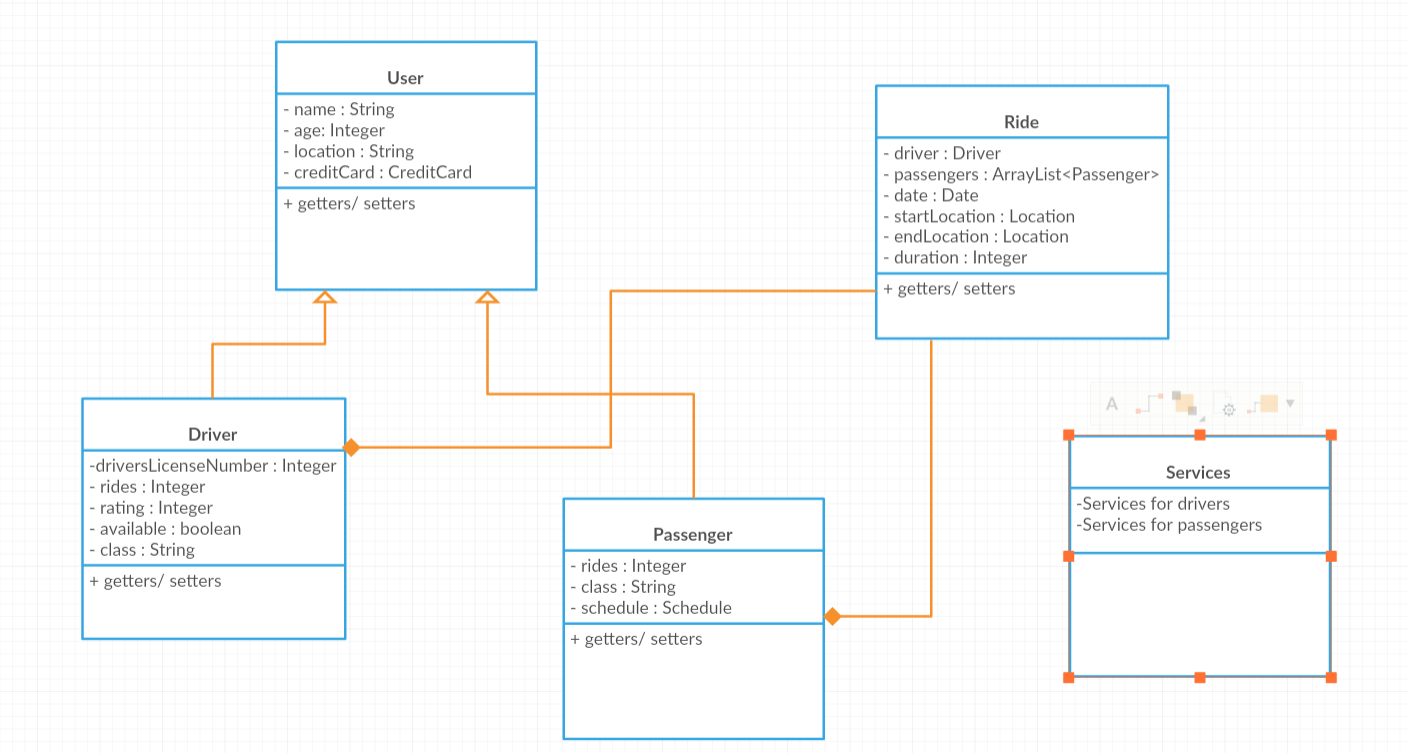 User
- name : String
- age: Integer
- location : String
- creditCard : CreditCard
+ getters/ setters
Ride
- driver : Driver
- passengers : ArrayList<Passenger>
- date : Date
- startLocation : Location
- endLocation : Location
- duration : Integer
+ getters/ setters
Driver
-driversLicenseNumber : Integer
- rides : Integer
- rating : Integer
- available : boolean
- class : String
+ getters/ setters
Passenger
- rides : Integer
- class : String
- schedule : Schedule
+ getters/ setters
A
Services
-Services for drivers
-Services for passengers